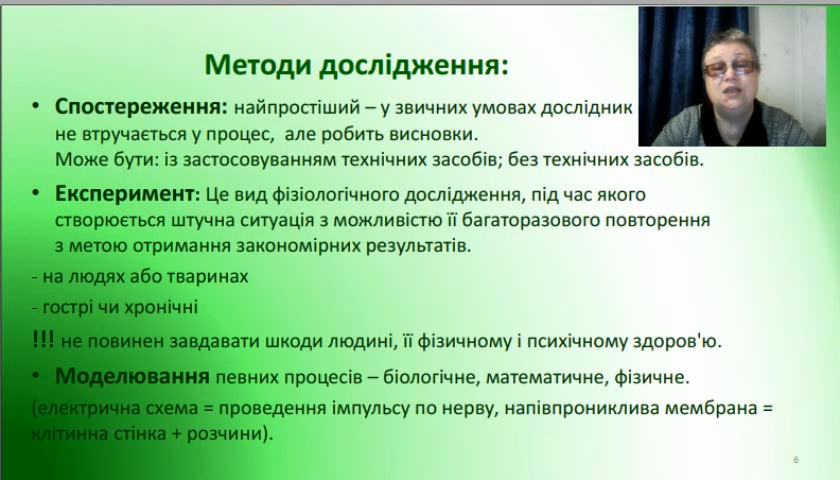 Методи дослідження:
• Спостереження: найпростіший – у звичних умовах дослідник
не втручається у процес, але робить висновки.
Може бути: із застосовуванням технічних засобів; без технічних засобів.
• Експеримент: Це вид фізіологічного дослідження, під час якого
створюється штучна ситуація з можливістю її багаторазового повторення
з метою отримання закономірних результатів.
- на людях або тваринах
- гострі чи хронічні
!!! не повинен завдавати шкоди людині, її фізичному і психічному здоров'ю.
• Моделювання певних процесів – біологічне, математичне, фізичне.
(електрична схема = проведення імпульсу по нерву, напівпрониклива мембрана =
клітинна стінка + розчини).
6